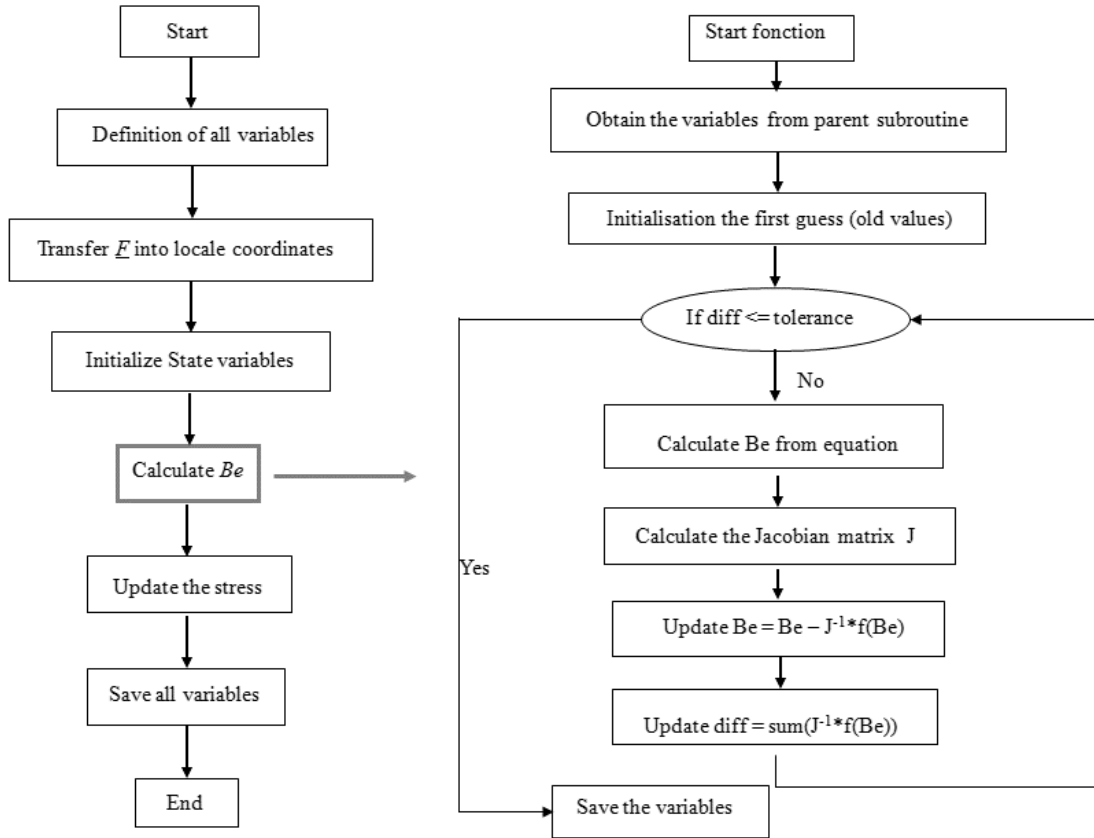 Start
Definition of all variables
Transfer F into locale coordinates
Initialize State variables
Calculate Be
Update the stress
Save all variables
End
Start fonction
Obtain the variables from parent subroutine
Initialisation the first guess (old values)
If diff <= tolerance
No
Calculate Be from equation
Calculate the Jacobian matrix J
Yes
Update Be = Be – J⁻¹*f(Be)
Update diff = sum(J⁻¹*f(Be))
Save the variables